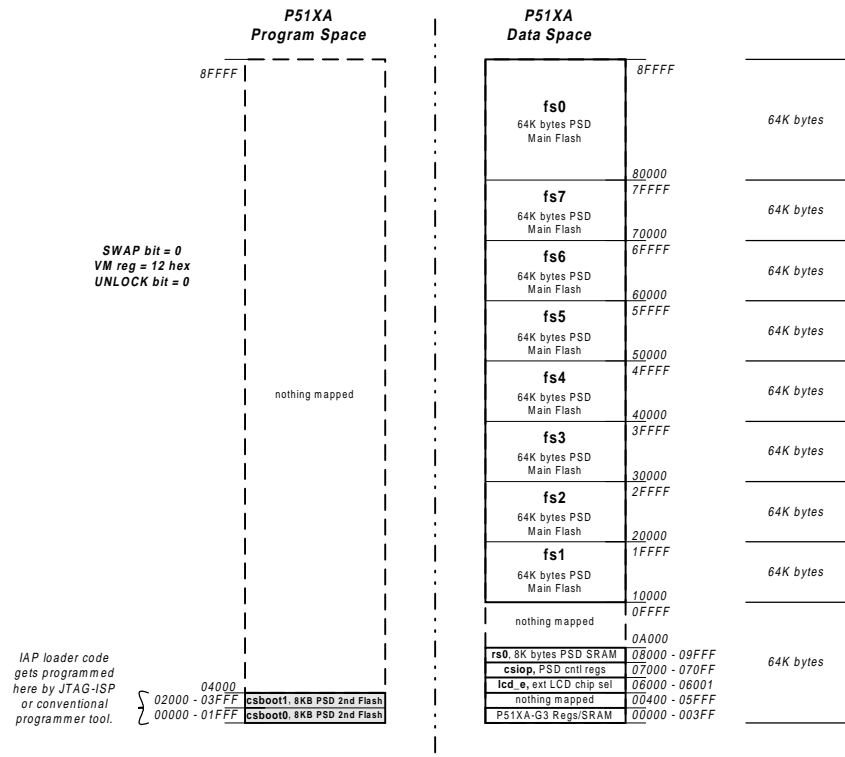 P51XA
Program Space
P51XA
Data Space
8FFFF
8FFFF
fs0
64K bytes PSD
Main Flash
64K bytes
80000
7FFFF
fs7
64K bytes PSD
Main Flash
64K bytes
70000
6FFFF
SWAP bit = 0
VM reg = 12 hex
UNLOCK bit = 0
fs6
64K bytes PSD
Main Flash
64K bytes
60000
5FFFF
fs5
64K bytes PSD
Main Flash
64K bytes
50000
4FFFF
nothing mapped
fs4
64K bytes PSD
Main Flash
64K bytes
40000
3FFFF
fs3
64K bytes PSD
Main Flash
64K bytes
30000
2FFFF
fs2
64K bytes PSD
Main Flash
64K bytes
20000
1FFFF
fs1
64K bytes PSD
Main Flash
64K bytes
10000
0FFFF
nothing mapped
0A000
rs0, 8K bytes PSD SRAM 08000 - 09FFF
csiop, PSD cntl regs 07000 - 070FF
lcd_e, ext LCD chip sel 06000 - 06001
nothing mapped 00400 - 05FFF
P51XA-G3 Regs/SRAM 00000 - 003FF
64K bytes
IAP loader code
gets programmed
here by JTAG-ISP
or conventional
programmer tool.
04000
02000 - 03FFF csboot1, 8KB PSD 2nd Flash
00000 - 01FFF csboot0, 8KB PSD 2nd Flash